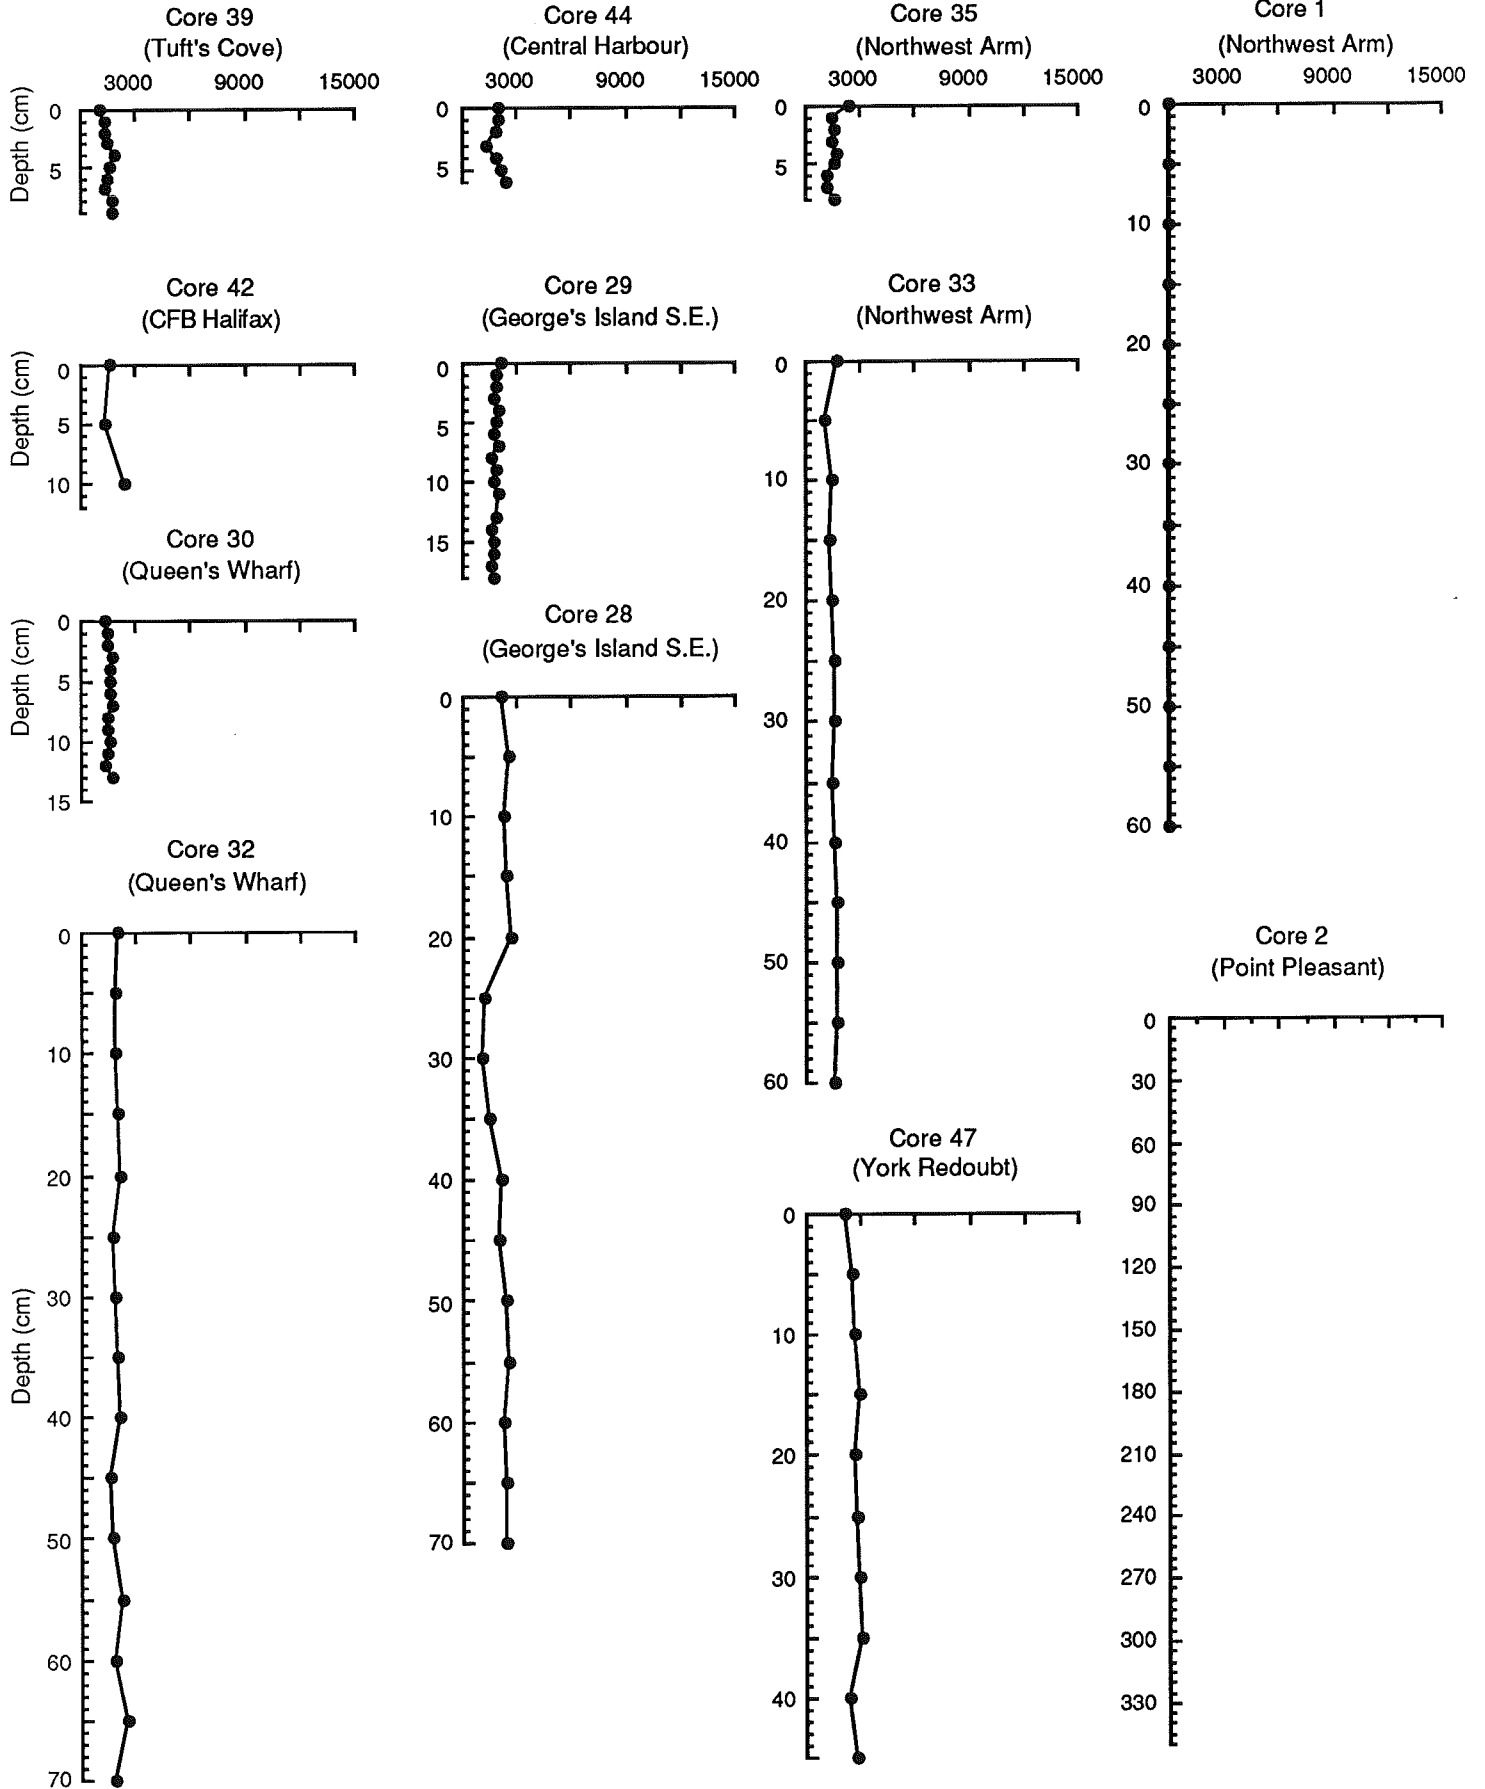 Core 39
(Tuft's Cove)
3000 9000 15000
Depth (cm)
0
5
Core 42
(CFB Halifax)
Depth (cm)
0
5
10
Core 30
(Queen's Wharf)
Depth (cm)
0
5
10
15
Core 32
(Queen's Wharf)
Depth (cm)
0
10
20
30
40
50
60
70
Core 44
(Central Harbour)
3000 9000 15000
0
5
Core 29
(George's Island S.E.)
0
5
10
15
Core 28
(George's Island S.E.)
0
10
20
30
40
50
60
70
Core 35
(Northwest Arm)
3000 9000 15000
0
5
Core 33
(Northwest Arm)
0
10
20
30
40
50
60
Core 47
(York Redoubt)
0
10
20
30
40
Core 1
(Northwest Arm)
3000 9000 15000
0
10
20
30
40
50
60
Core 2
(Point Pleasant)
0
30
60
90
120
150
180
210
240
270
300
330